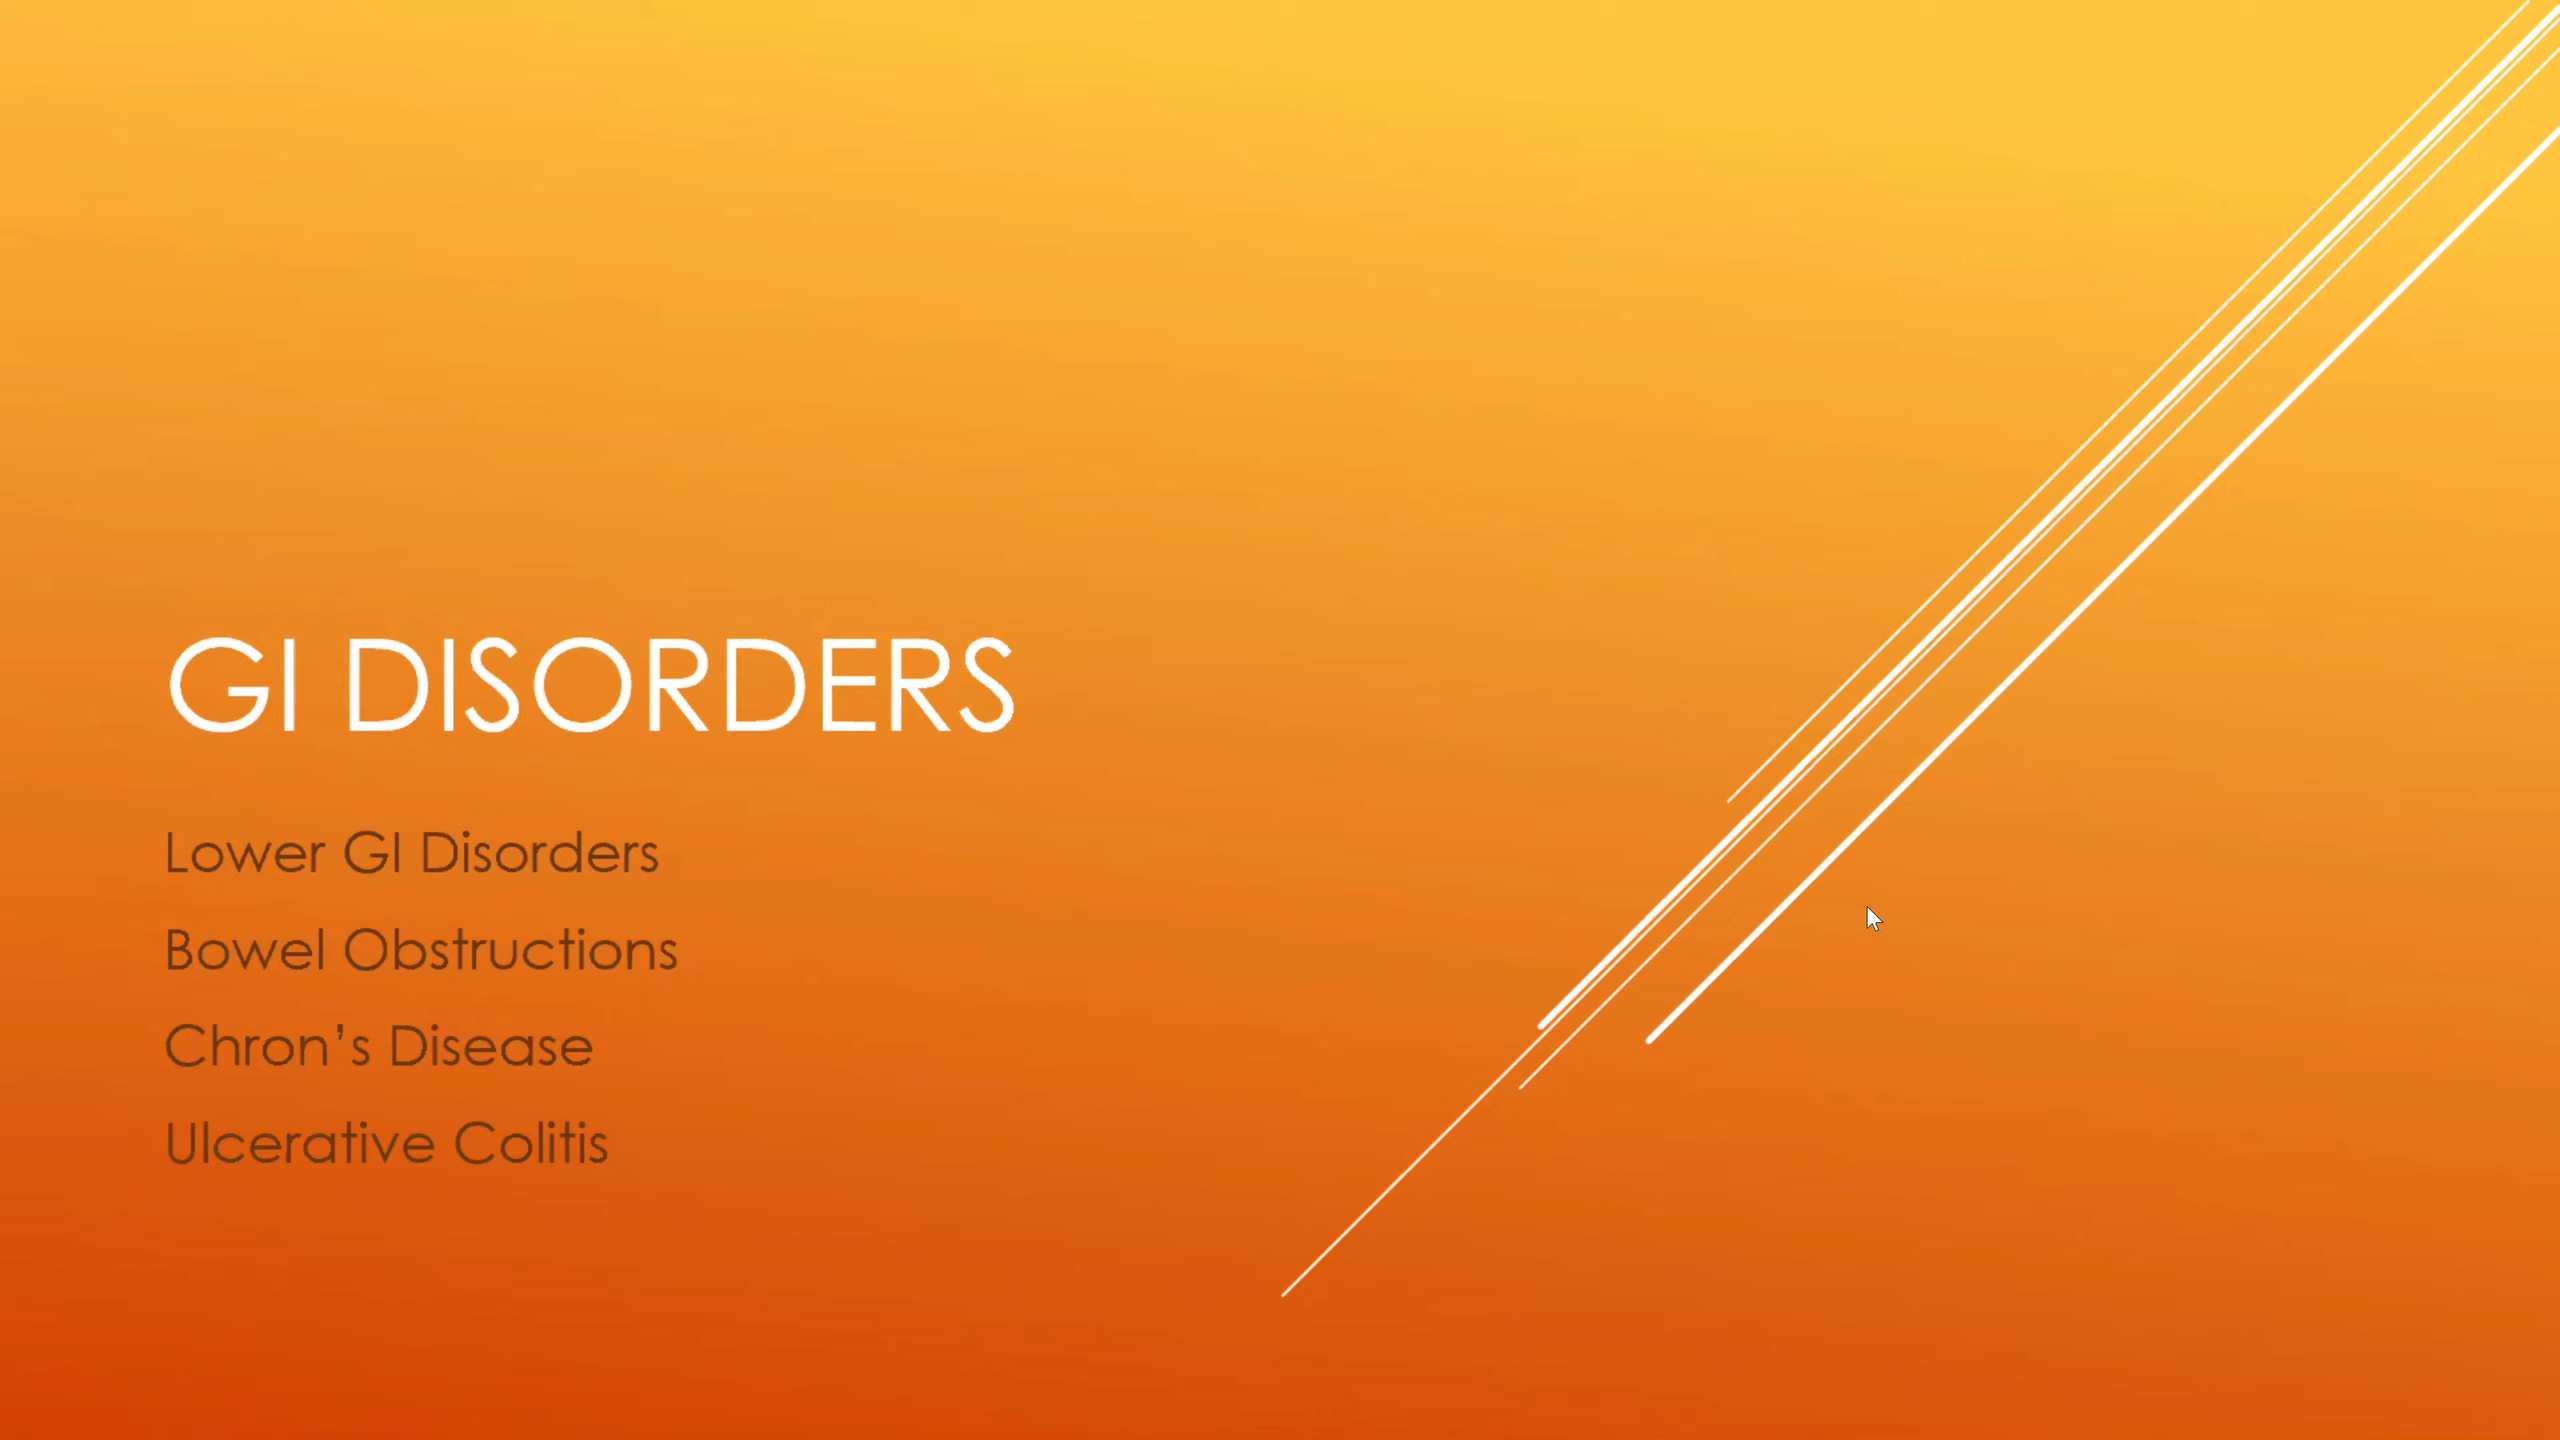 GI DISORDERS
Lower GI Disorders
Bowel Obstructions
Chron’s Disease
Ulcerative Colitis